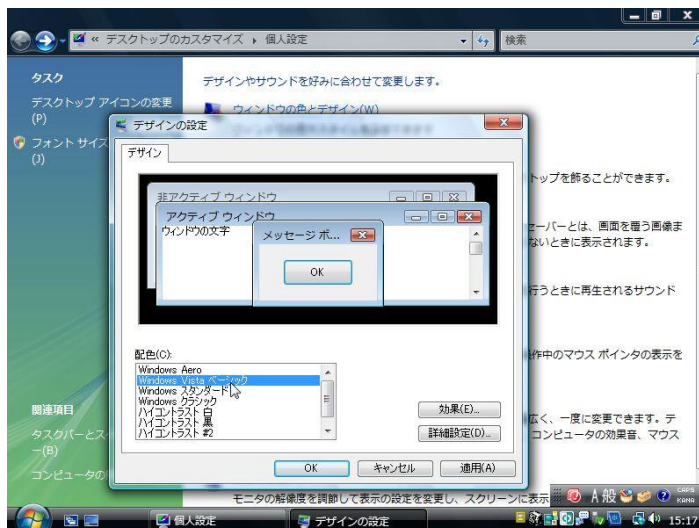 « デスクトップのカスタマイズ ▸ 個人設定
検索
タスク
デスクトップ アイコンの変更
(P)
フォント サイズ
(J)
デザインやサウンドを好みに合わせて変更します。
ウィンドウの色とデザイン(W)
デザインの設定
デザイン
非アクティブ ウィンドウ
アクティブ ウィンドウ
ウィンドウの文字
メッセージ ボ...
OK
配色(C):
Windows Aero
Windows Vista ベーシック
Windows スタンダード
Windows クラシック
ハイコントラスト 白
ハイコントラスト 黒
ハイコントラスト #2
効果(E)...
詳細設定(D)...
OK
キャンセル
適用(A)
トップを飾ることができます。
セーバーとは、画面を覆う画像ま
ないときに表示されます。
行うときに再生されるサウンド
操作中のマウス ポインタの表示を
広く、一度に変更できます。テ
コンピュータの効果音、マウス
関連項目
タスクバーとス
ー(B)
コンピュータの
モニタの解像度を調節して表示の設定を変更し、スクリーンに表示
A 般
CAPS
KANA
個人設定
デザインの設定
15:17